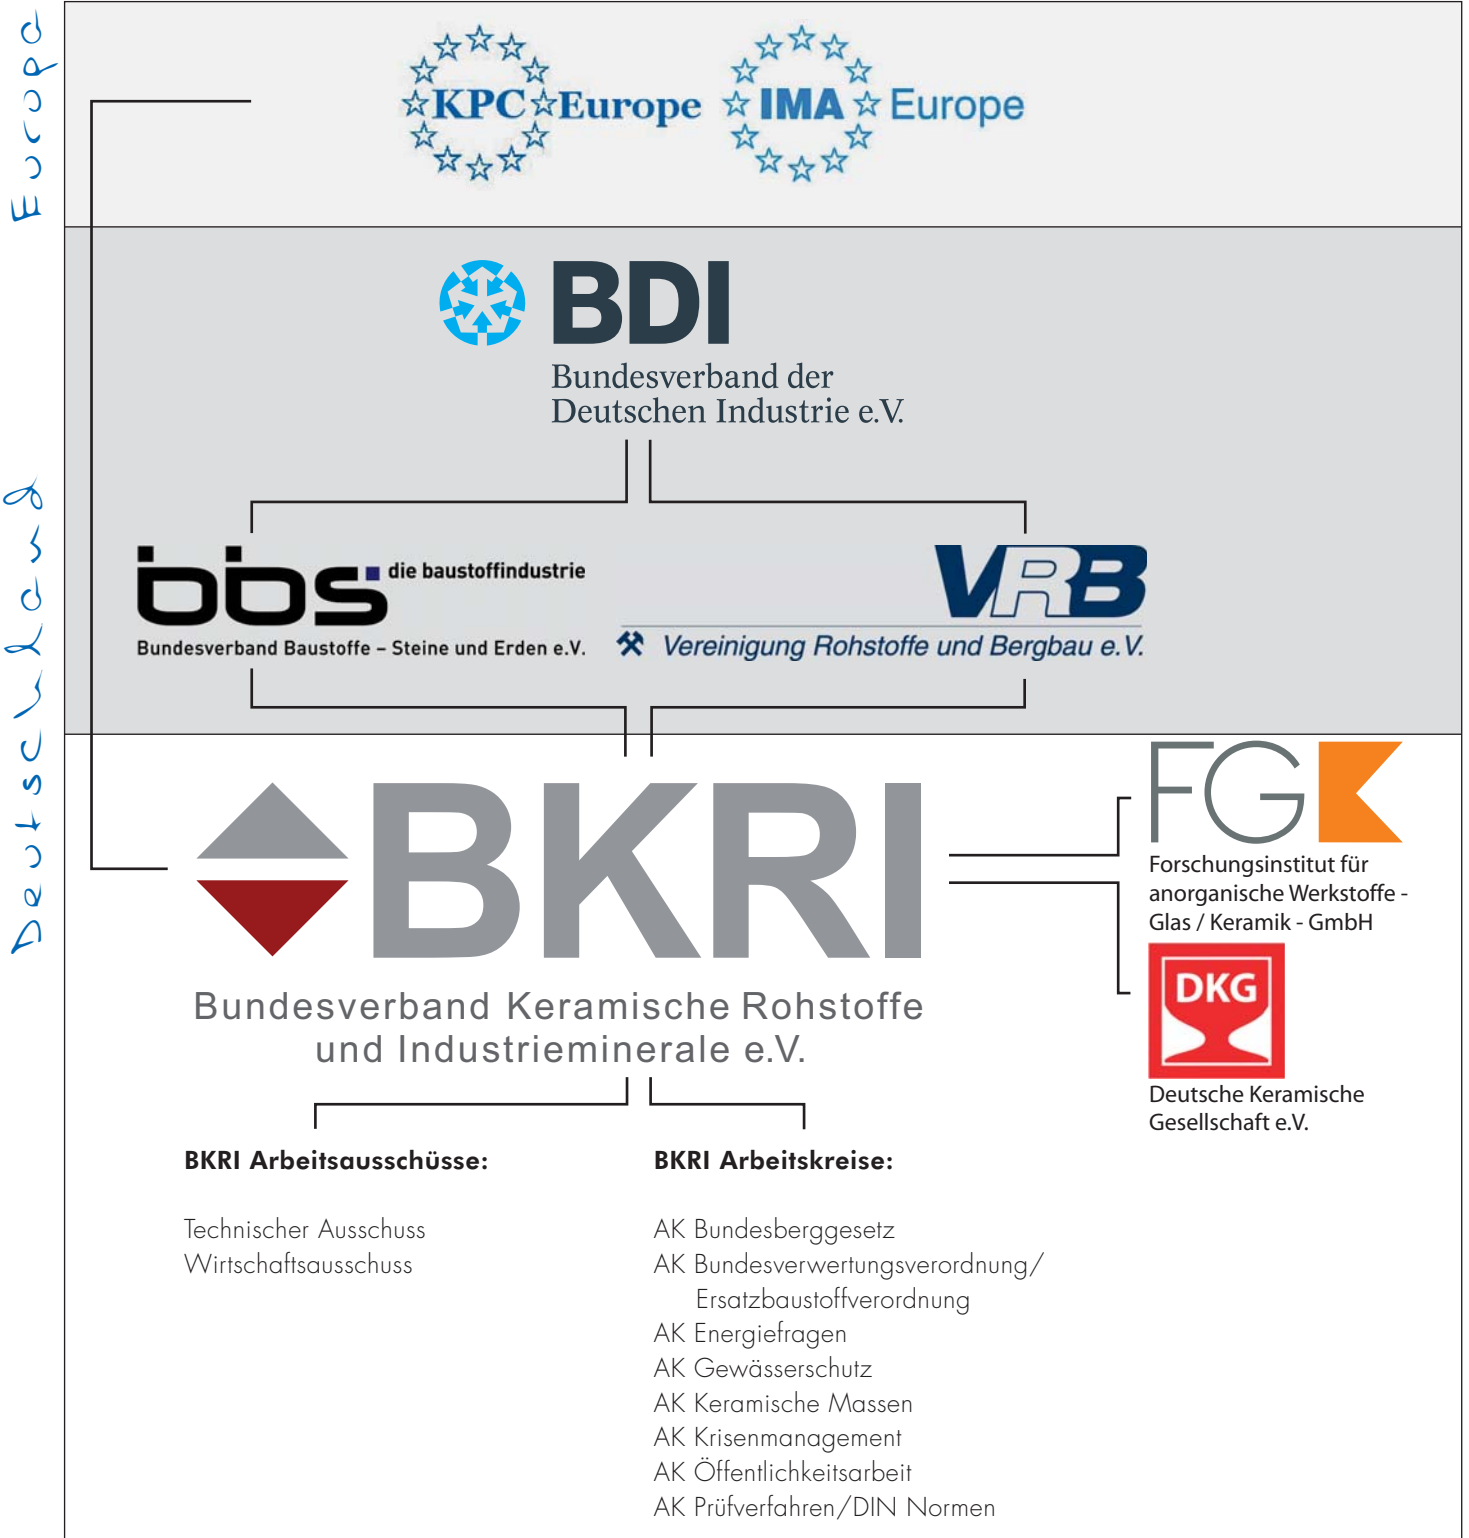 Europa
KPC Europe
IMA Europe
BDI
Bundesverband der
Deutschen Industrie e.V.
Deutschland
bbs die baustoffindustrie
Bundesverband Baustoffe – Steine und Erden e.V.
VRB
Vereinigung Rohstoffe und Bergbau e.V.
BKRI
Bundesverband Keramische Rohstoffe
und Industrieminerale e.V.
FGK
Forschungsinstitut für
anorganische Werkstoffe -
Glas / Keramik - GmbH
DKG
Deutsche Keramische
Gesellschaft e.V.
BKRI Arbeitsausschüsse:
Technischer Ausschuss
Wirtschaftsausschuss
BKRI Arbeitskreise:
AK Bundesberggesetz
AK Bundesverwertungsverordnung/
Ersatzbaustoffverordnung
AK Energiefragen
AK Gewässerschutz
AK Keramische Massen
AK Krisenmanagement
AK Öffentlichkeitsarbeit
AK Prüfverfahren/DIN Normen